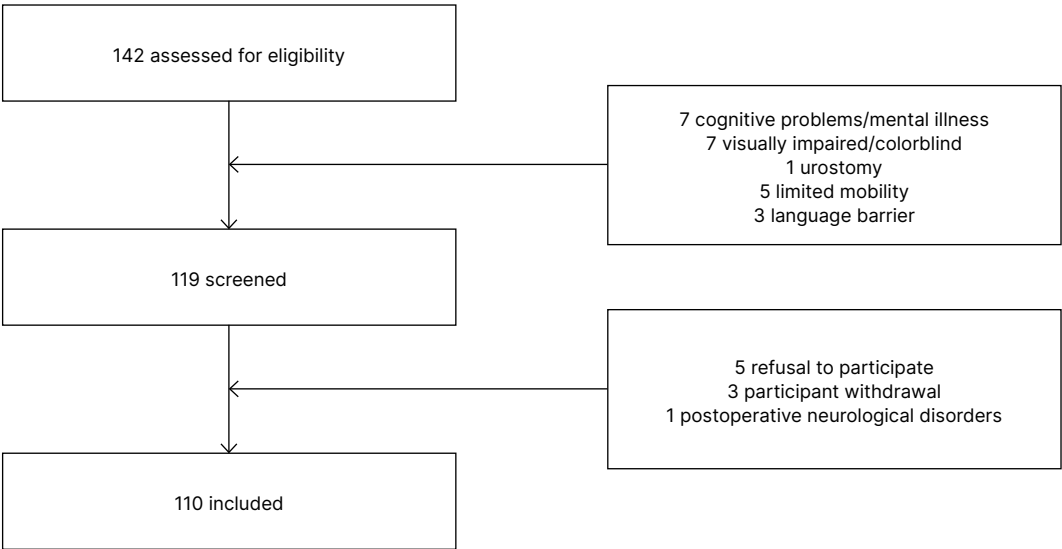 142 assessed for eligibility
7 cognitive problems/mental illness
7 visually impaired/colorblind
1 urostomy
5 limited mobility
3 language barrier
119 screened
5 refusal to participate
3 participant withdrawal
1 postoperative neurological disorders
110 included